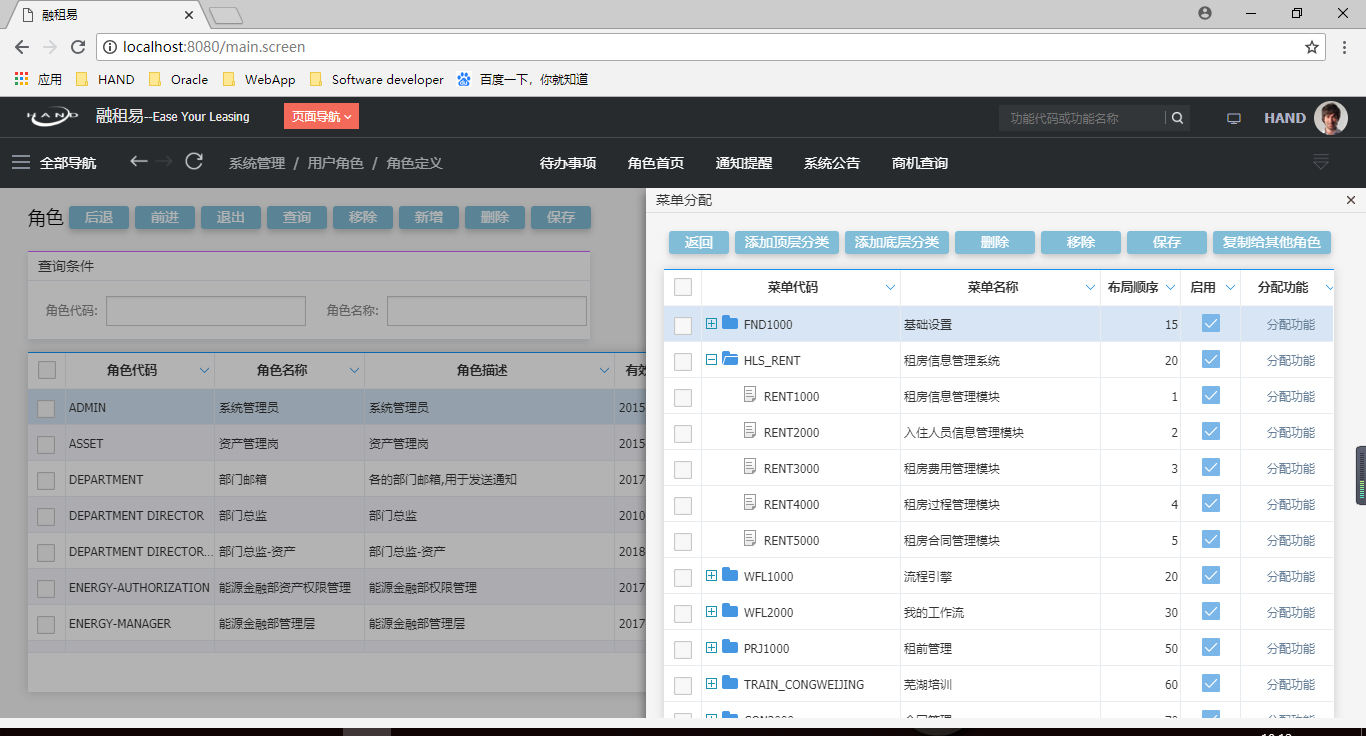 融租易
localhost:8080/main.screen
应用 HAND Oracle WebApp Software developer 百度一下，你就知道
HAND 融租易--Ease Your Leasing 页面导航 功能代码或功能名称 HAND
全部导航 系统管理 / 用户角色 / 角色定义 待办事项 角色首页 通知提醒 系统公告 商机查询
角色 后退 前进 退出 查询 移除 新增 删除 保存
查询条件
角色代码: 角色名称:
角色代码 角色名称 角色描述 有效
ADMIN 系统管理员 系统管理员 2015
ASSET 资产管理岗 资产管理岗 2015
DEPARTMENT 部门邮箱 各的部门邮箱,用于发送通知 2017
DEPARTMENT DIRECTOR 部门总监 部门总监 2010
DEPARTMENT DIRECTOR... 部门总监-资产 部门总监-资产 2018
ENERGY-AUTHORIZATION 能源金融部资产权限管理 能源金融部权限管理 2017
ENERGY-MANAGER 能源金融部管理层 能源金融部管理层 2017
菜单分配
返回 添加顶层分类 添加底层分类 删除 移除 保存 复制给其他角色
菜单代码 菜单名称 布局顺序 启用 分配功能
FND1000 基础设置 15 分配功能
HLS_RENT 租房信息管理系统 20 分配功能
RENT1000 租房信息管理模块 1 分配功能
RENT2000 入住人员信息管理模块 2 分配功能
RENT3000 租房费用管理模块 3 分配功能
RENT4000 租房过程管理模块 4 分配功能
RENT5000 租房合同管理模块 5 分配功能
WFL1000 流程引擎 20 分配功能
WFL2000 我的工作流 30 分配功能
PRJ1000 租前管理 50 分配功能
TRAIN_CONGWEIJING 芜湖培训 60 分配功能